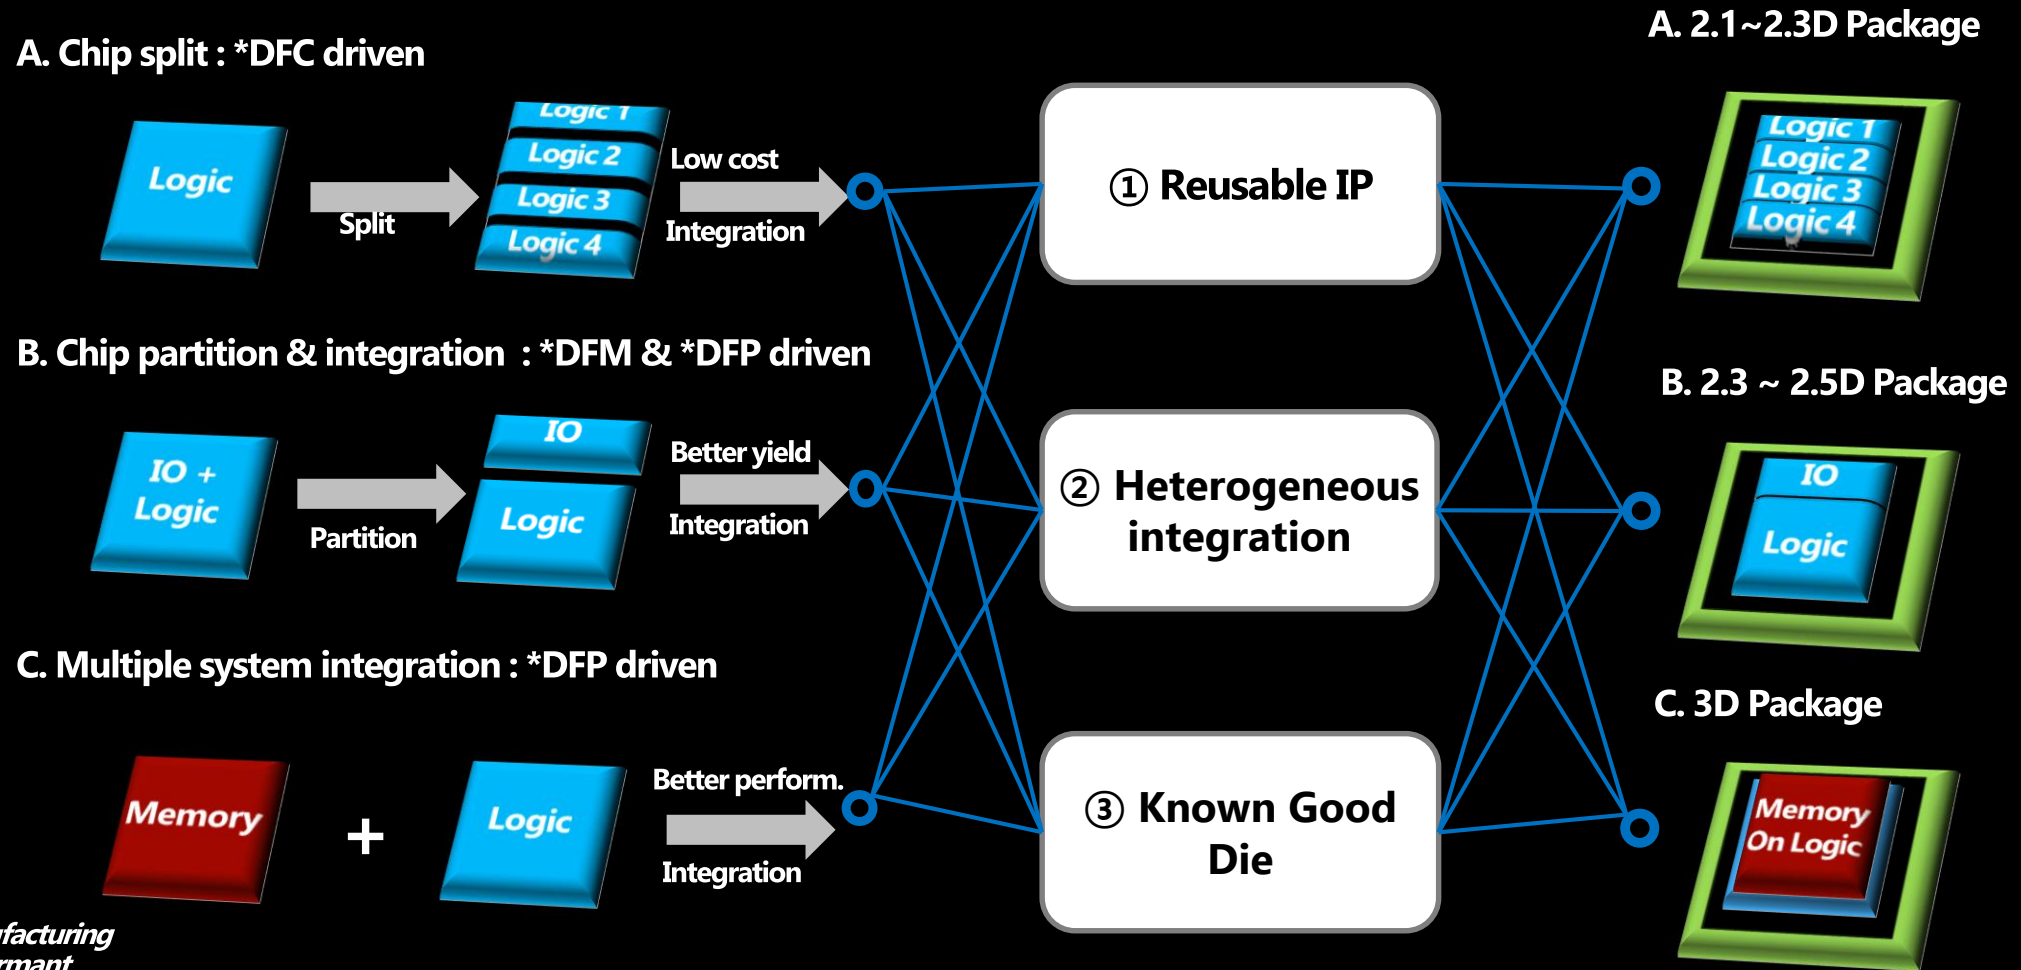 A. Chip split : *DFC driven
Logic
Split
Logic 1
Logic 2
Logic 3
Logic 4
Low cost
Integration
B. Chip partition & integration : *DFM & *DFP driven
IO +
Logic
Partition
IO
Logic
Better yield
Integration
C. Multiple system integration : *DFP driven
Memory
+
Logic
Better perform.
Integration
① Reusable IP
② Heterogeneous
integration
③ Known Good
Die
A. 2.1~2.3D Package
Logic 1
Logic 2
Logic 3
Logic 4
B. 2.3 ~ 2.5D Package
IO
Logic
C. 3D Package
Memory
On Logic